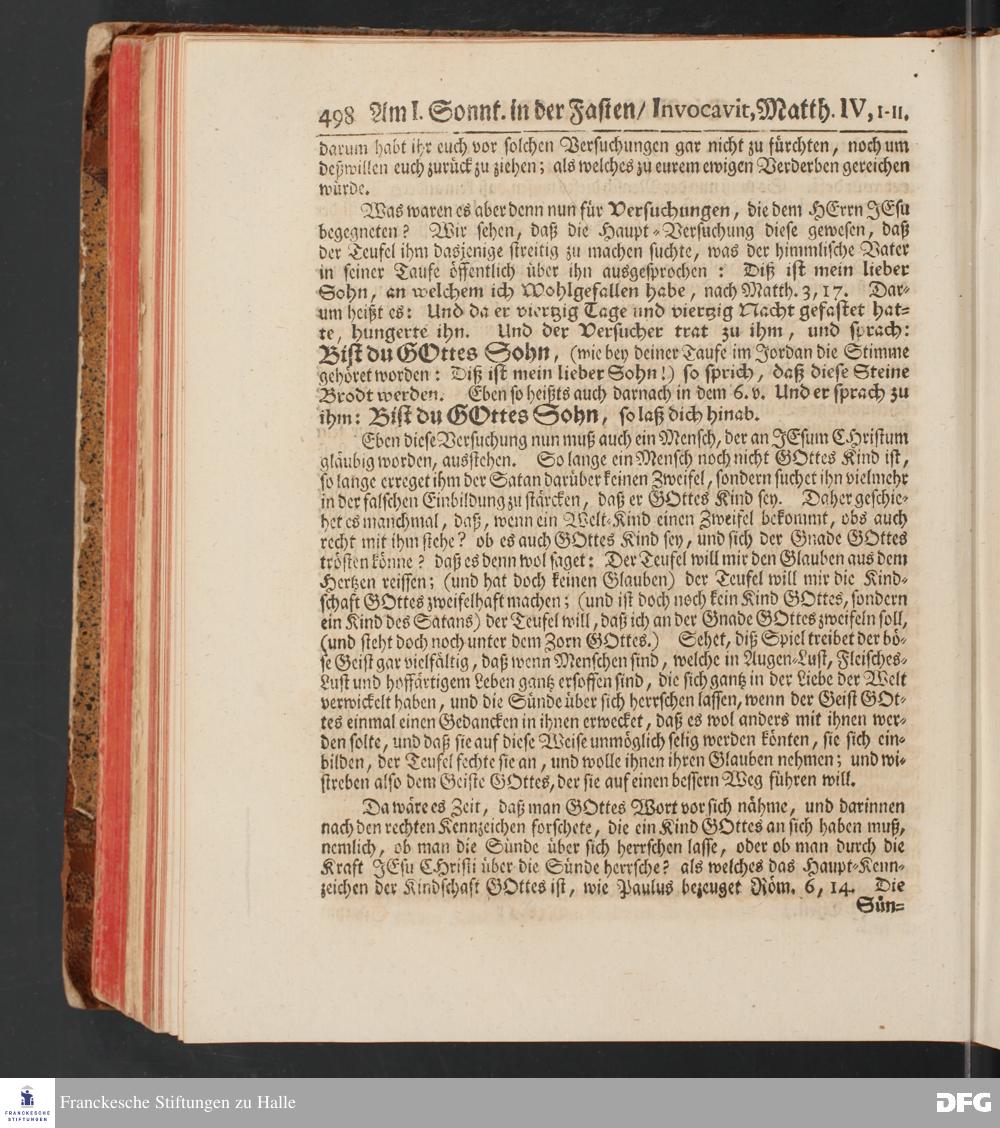 498 Am I. Sonnt. in der Fasten/ Invocavit, Matth. IV, 1-11.
darum habt ihr euch vor solchen Versuchungen gar nicht zu fürchten, noch um
deßwillen euch zurück zu ziehen; als welches zu eurem ewigen Verderben gereichen
würde.
Was waren es aber denn nun für Versuchungen, die dem HErrn JEsu
begegneten? Wir sehen, daß die Haupt-Versuchung diese gewesen, daß
der Teufel ihm dasjenige streitig zu machen suchte, was der himmlische Vater
in seiner Taufe öffentlich über ihn ausgesprochen: Diß ist mein lieber
Sohn, an welchem ich Wohlgefallen habe, nach Matth. 3, 17. Dar-
um heißt es: Und da er viertzig Tage und viertzig Nacht gefastet hat-
te, hungerte ihn. Und der Versucher trat zu ihm, und sprach:
Bist du GOttes Sohn, (wie bey deiner Taufe im Jordan die Stimme
gehöret worden: Diß ist mein lieber Sohn!) so sprich, daß diese Steine
Brodt werden. Eben so heißts auch darnach in dem 6. v. Und er sprach zu
ihm: Bist du GOttes Sohn, so laß dich hinab.
Eben diese Versuchung nun muß auch ein Mensch, der an JEsum CHristum
gläubig worden, ausstehen. So lange ein Mensch noch nicht GOttes Kind ist,
so lange erreget ihm der Satan darüber keinen Zweifel, sondern suchet ihn vielmehr
in der falschen Einbildung zu stärcken, daß er GOttes Kind sey. Daher geschie-
het es manchmal, daß, wenn ein Welt-Kind einen Zweifel bekommt, obs auch
recht mit ihm stehe? ob es auch GOttes Kind sey, und sich der Gnade GOttes
trösten könne? daß es denn wol saget: Der Teufel will mir den Glauben aus dem
Hertzen reissen; (und hat doch keinen Glauben) der Teufel will mir die Kind-
schaft GOttes zweifelhaft machen; (und ist doch noch kein Kind GOttes, sondern
ein Kind des Satans) der Teufel will, daß ich an der Gnade GOttes zweifeln soll,
(und steht doch noch unter dem Zorn GOttes.) Sehet, diß Spiel treibet der bö-
se Geist gar vielfältig, daß wenn Menschen sind, welche in Augen-Lust, Fleisches-
Lust und hoffärtigem Leben gantz ersoffen sind, die sich gantz in der Liebe der Welt
verwickelt haben, und die Sünde über sich herrschen lassen, wenn der Geist GOt-
tes einmal einen Gedancken in ihnen erwecket, daß es wol anders mit ihnen wer-
den solte, und daß sie auf diese Weise unmöglich selig werden könten, sie sich ein-
bilden, der Teufel fechte sie an, und wolle ihnen ihren Glauben nehmen; und wi-
streben also dem Geiste GOttes, der sie auf einen bessern Weg führen will.
Da wäre es Zeit, daß man GOttes Wort vor sich nähme, und darinnen
nach den rechten Kennzeichen forschete, die ein Kind GOttes an sich haben muß,
nemlich, ob man die Sünde über sich herrschen lasse, oder ob man durch die
Kraft JEsu CHristi über die Sünde herrsche? als welches das Haupt-Kenn-
zeichen der Kindschaft GOttes ist, wie Paulus bezeuget Röm. 6, 14. Die
Sün-
FRANCKESCHE
STIFTUNGEN
Franckesche Stiftungen zu Halle
DFG